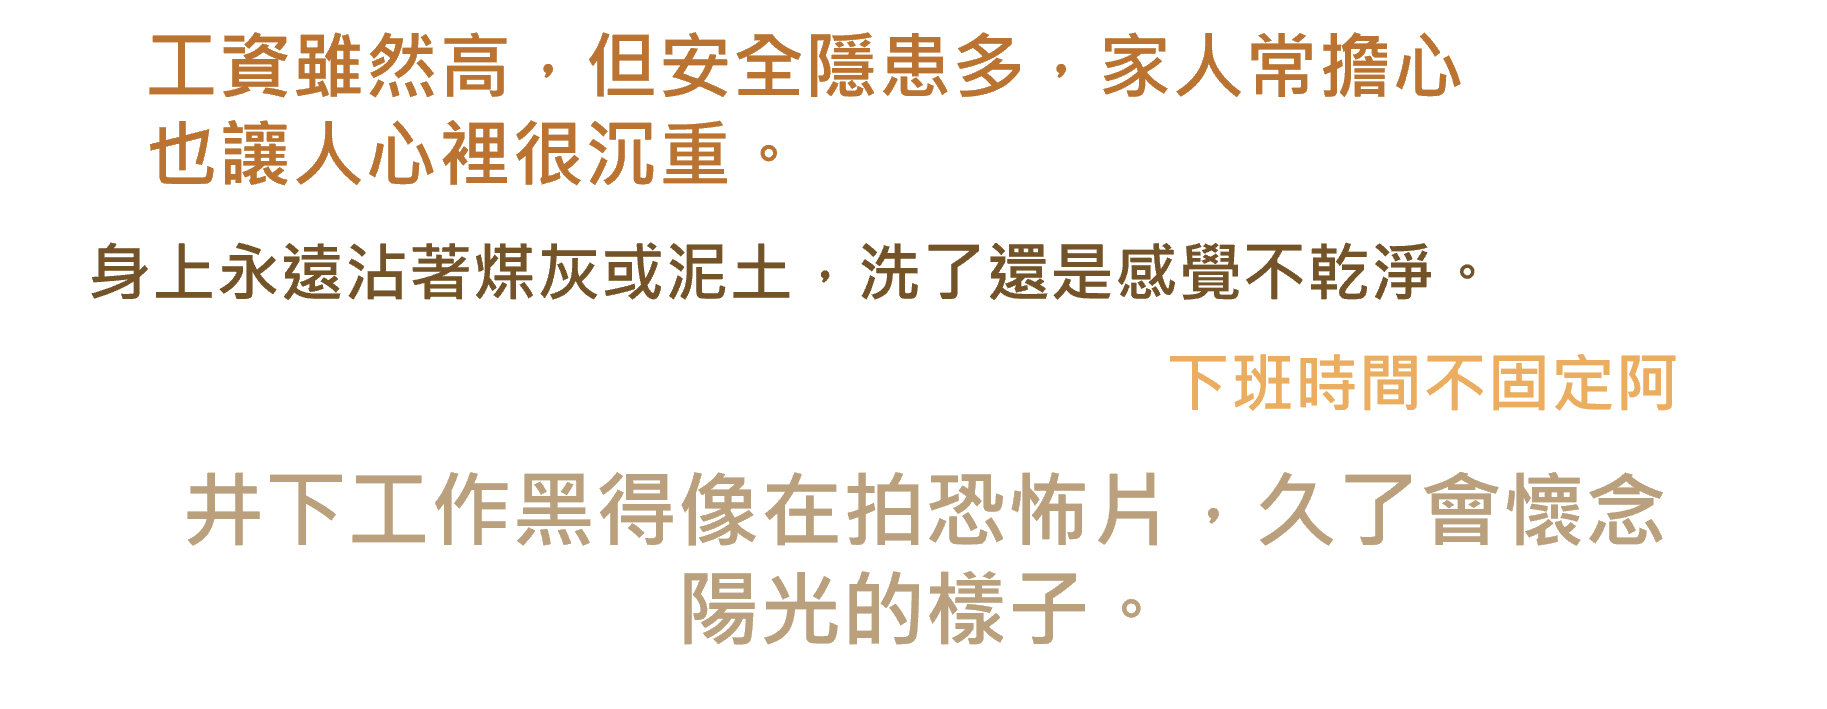 工資雖然高，但安全隱患多，家人常擔心
也讓人心裡很沉重。
身上永遠沾著煤灰或泥土，洗了還是感覺不乾淨。
下班時間不固定阿
井下工作黑得像在拍恐怖片，久了會懷念
陽光的樣子。